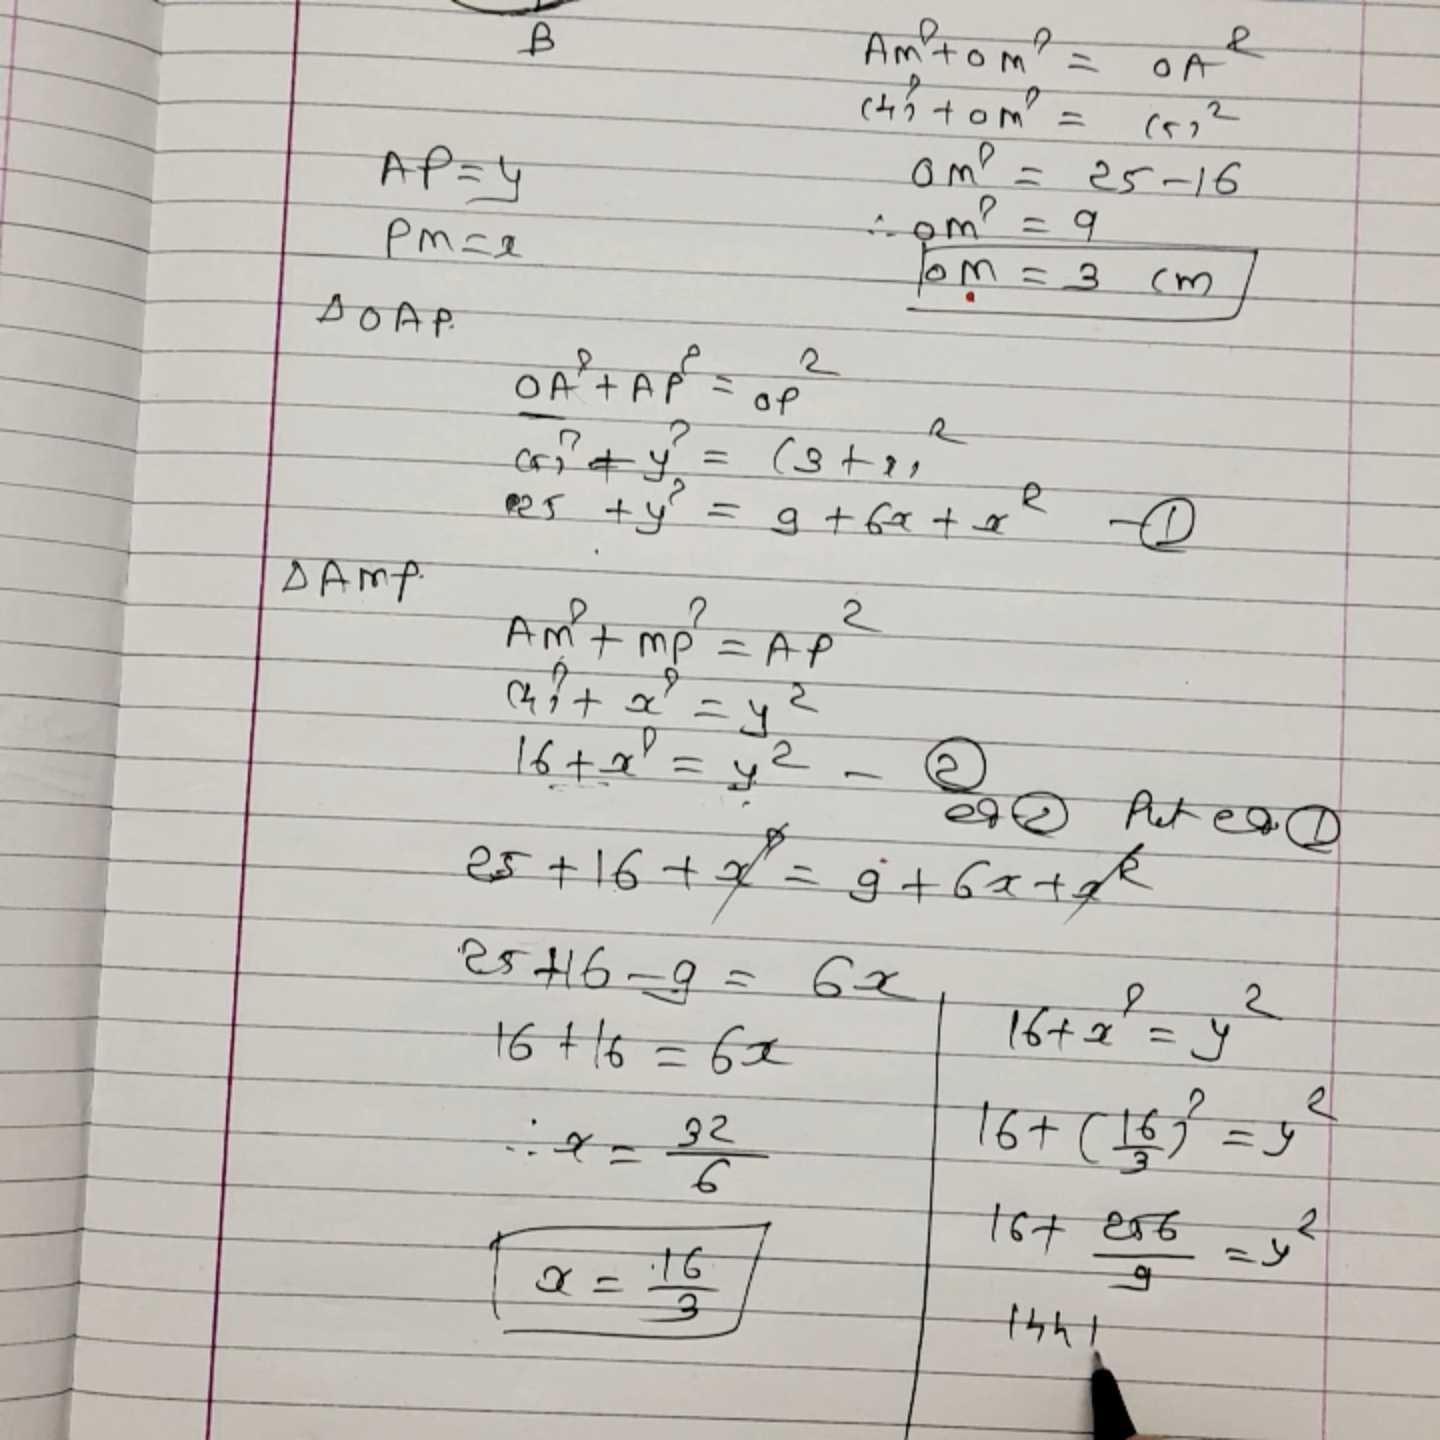 B
AM² + OM² = OA²
(4)² + OM² = (5)²
OM² = 25 - 16
∴ OM² = 9
OM = 3 cm
AP = y
PM = x
Δ OAP.
OA² + AP² = OP²
(5)² + y² = (3 + x)²
25 + y² = 9 + 6x + x² - ①
Δ AMP.
AM² + MP² = AP²
(4)² + x² = y²
16 + x² = y² - ②
eq ② Put eq ①
25 + 16 + x² = 9 + 6x + x²
25 + 16 - 9 = 6x
16 + 16 = 6x
∴ x = 32/6
x = 16/3
16 + x² = y²
16 + (16/3)² = y²
16 + 256/9 = y²
144